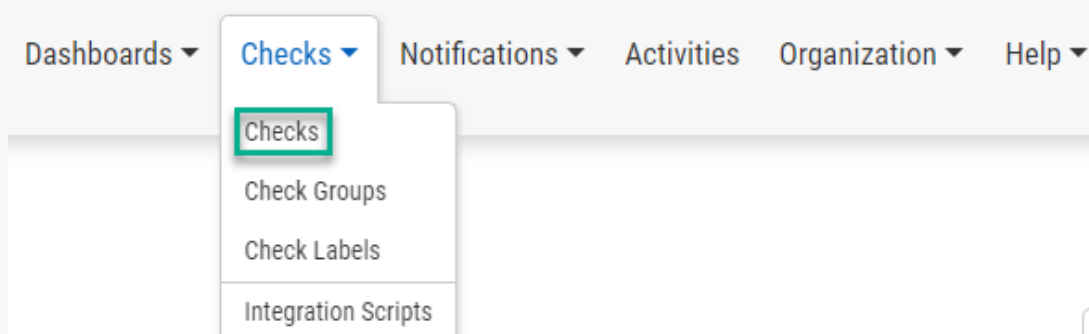 Dashboards Checks Notifications Activities Organization Help
Checks
Check Groups
Check Labels
Integration Scripts